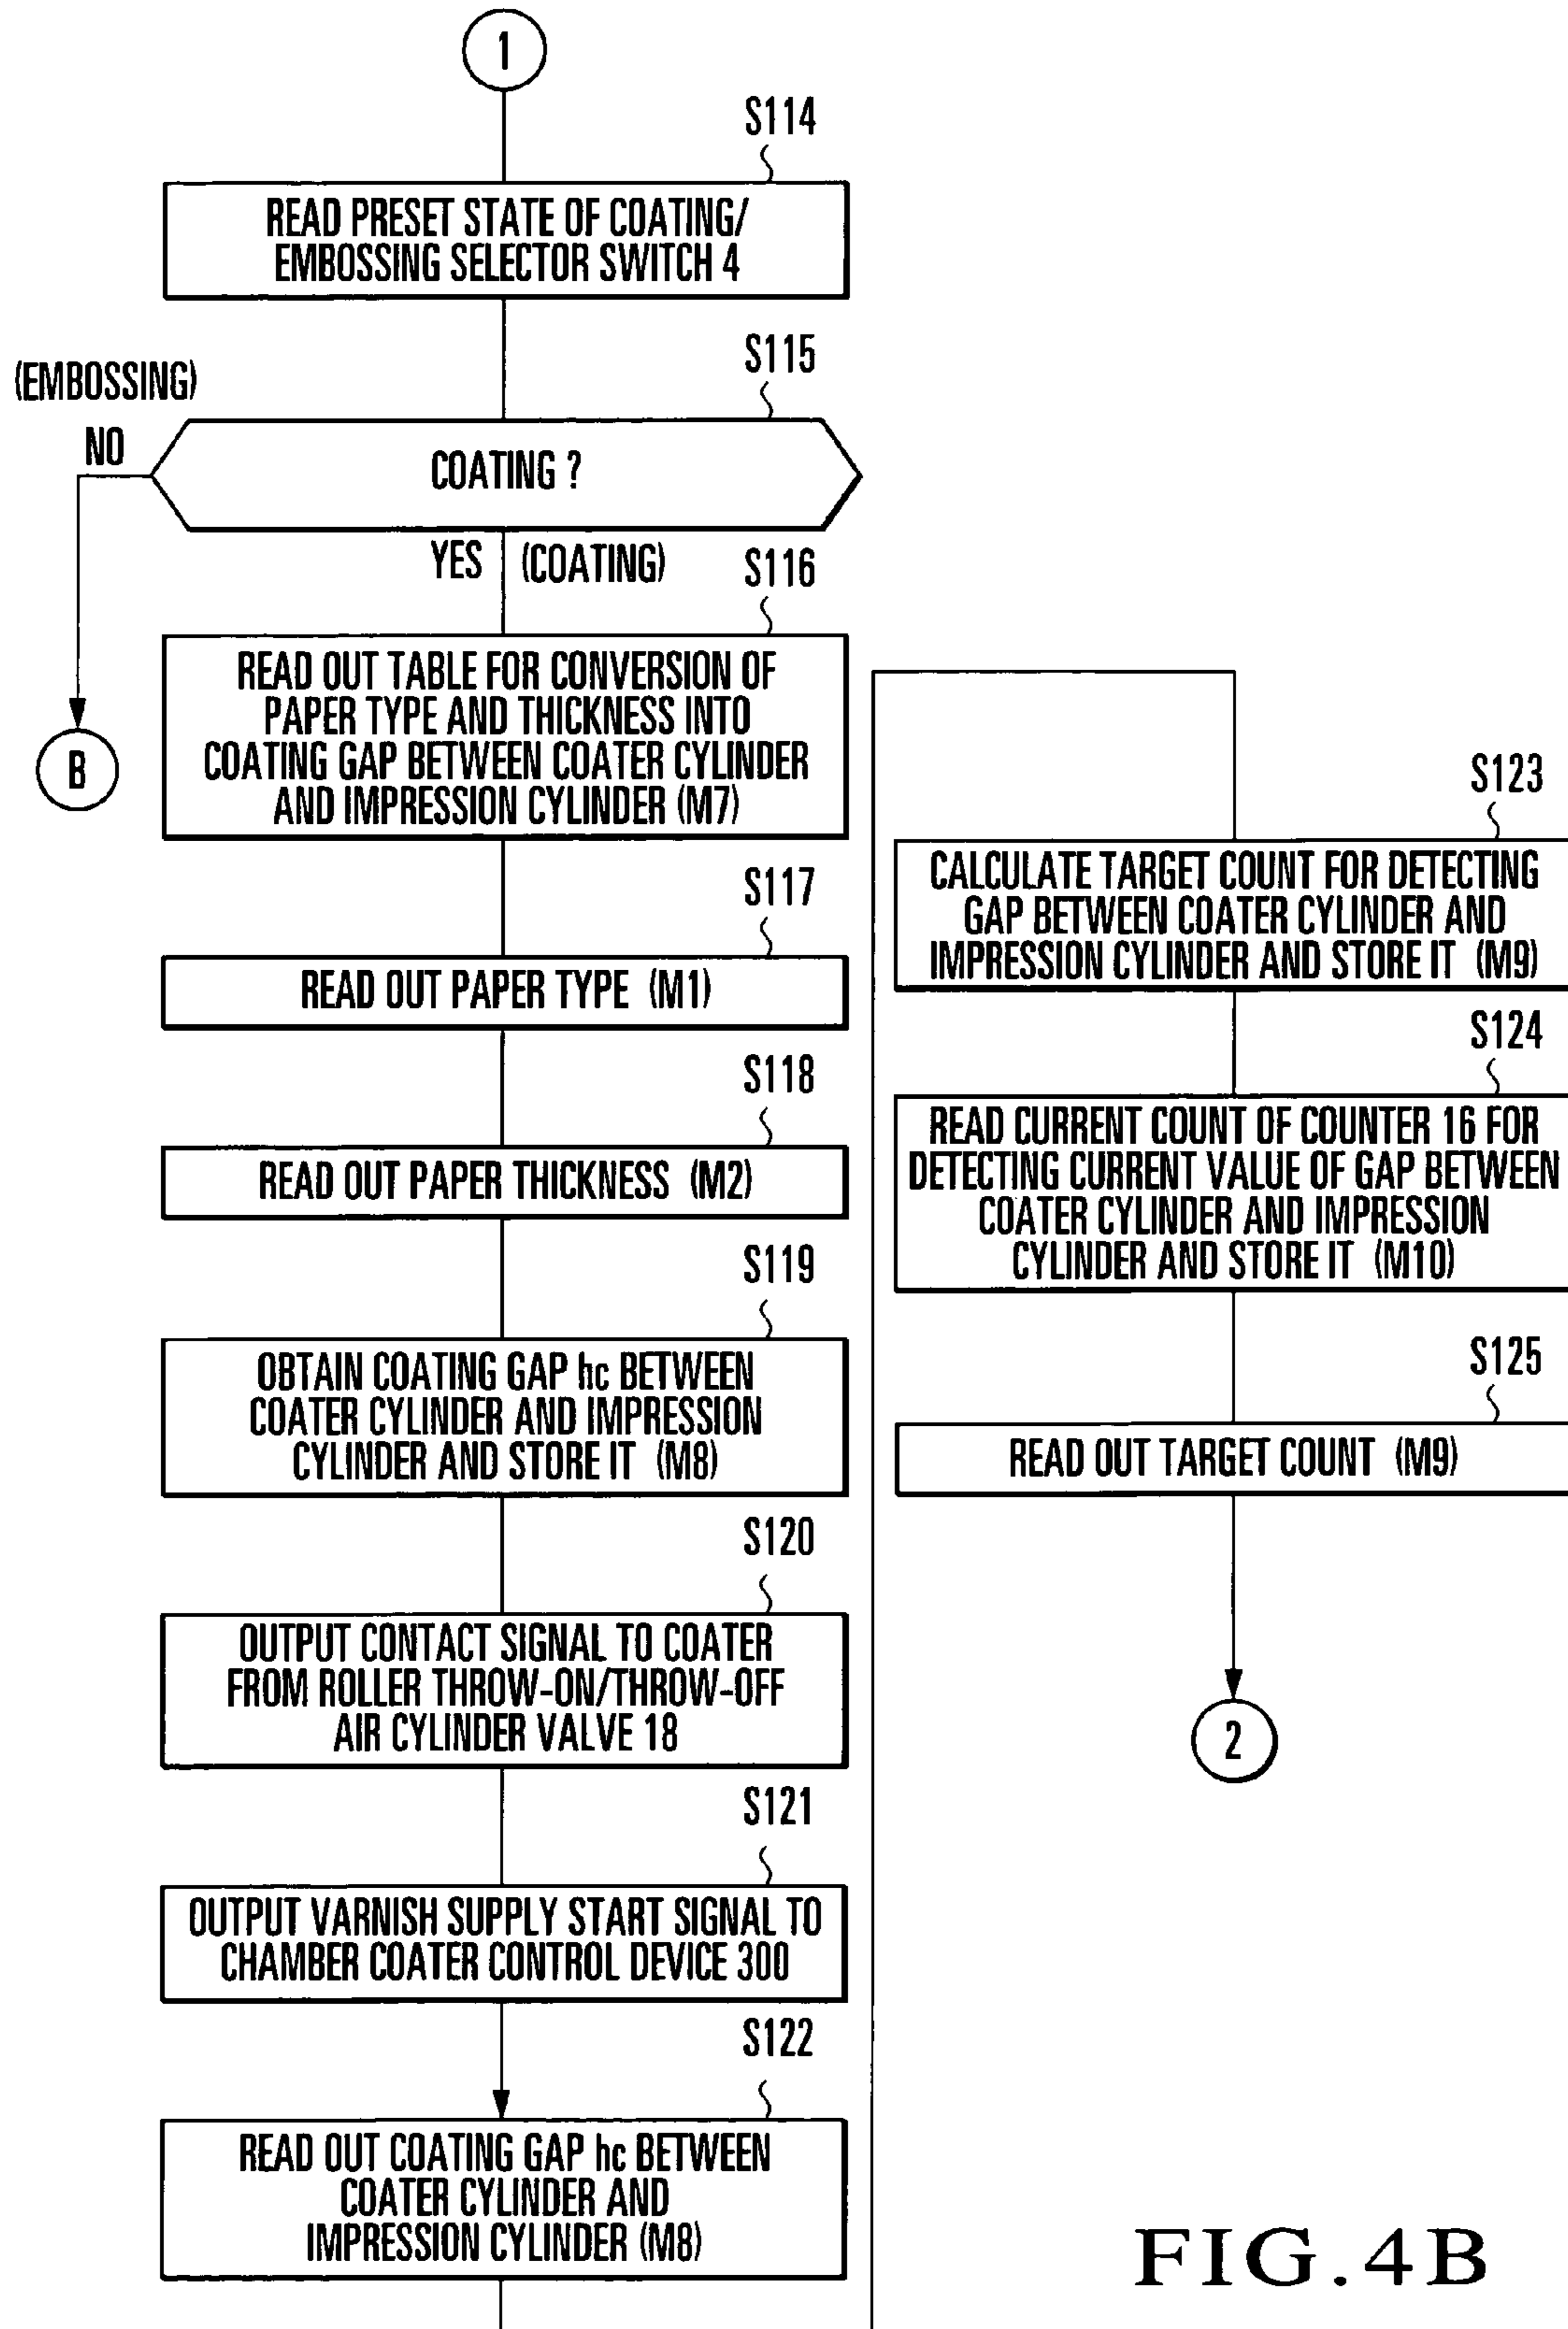 1
S114
READ PRESET STATE OF COATING/
EMBOSSING SELECTOR SWITCH 4
S115
(EMBOSSING)
NO
COATING ?
YES (COATING)
B
S116
READ OUT TABLE FOR CONVERSION OF
PAPER TYPE AND THICKNESS INTO
COATING GAP BETWEEN COATER CYLINDER
AND IMPRESSION CYLINDER (M7)
S117
READ OUT PAPER TYPE (M1)
S118
READ OUT PAPER THICKNESS (M2)
S119
OBTAIN COATING GAP hc BETWEEN
COATER CYLINDER AND IMPRESSION
CYLINDER AND STORE IT (M8)
S120
OUTPUT CONTACT SIGNAL TO COATER
FROM ROLLER THROW-ON/THROW-OFF
AIR CYLINDER VALVE 18
S121
OUTPUT VARNISH SUPPLY START SIGNAL TO
CHAMBER COATER CONTROL DEVICE 300
S122
READ OUT COATING GAP hc BETWEEN
COATER CYLINDER AND
IMPRESSION CYLINDER (M8)
S123
CALCULATE TARGET COUNT FOR DETECTING
GAP BETWEEN COATER CYLINDER AND
IMPRESSION CYLINDER AND STORE IT (M9)
S124
READ CURRENT COUNT OF COUNTER 16 FOR
DETECTING CURRENT VALUE OF GAP BETWEEN
COATER CYLINDER AND IMPRESSION
CYLINDER AND STORE IT (M10)
S125
READ OUT TARGET COUNT (M9)
2
FIG.4B